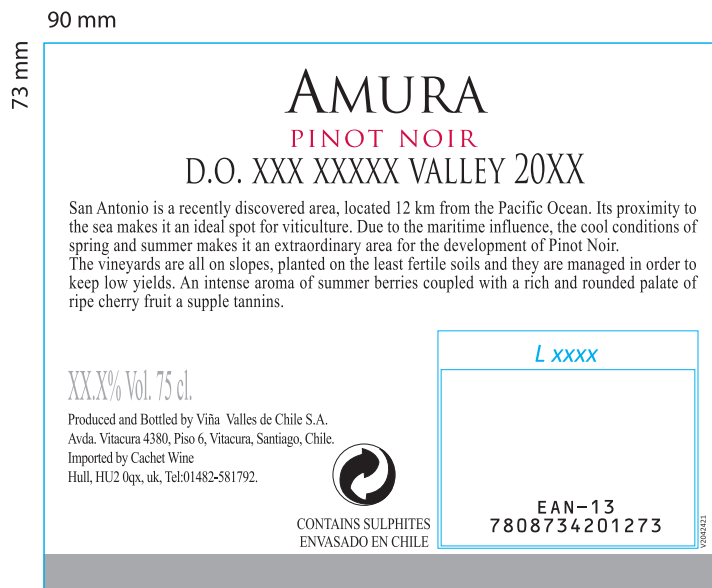 90 mm
73 mm
AMURA
PINOT NOIR
D.O. XXX XXXXX VALLEY 20XX
San Antonio is a recently discovered area, located 12 km from the Pacific Ocean. Its proximity to
the sea makes it an ideal spot for viticulture. Due to the maritime influence, the cool conditions of
spring and summer makes it an extraordinary area for the development of Pinot Noir.
The vineyards are all on slopes, planted on the least fertile soils and they are managed in order to
keep low yields. An intense aroma of summer berries coupled with a rich and rounded palate of
ripe cherry fruit a supple tannins.
XX.X% Vol. 75 cl.
Produced and Bottled by Viña Valles de Chile S.A.
Avda. Vitacura 4380, Piso 6, Vitacura, Santiago, Chile.
Imported by Cachet Wine
Hull, HU2 0qx, uk, Tel:01482-581792.
CONTAINS SULPHITES
ENVASADO EN CHILE
L xxxx
EAN-13
7808734201273
V2042421